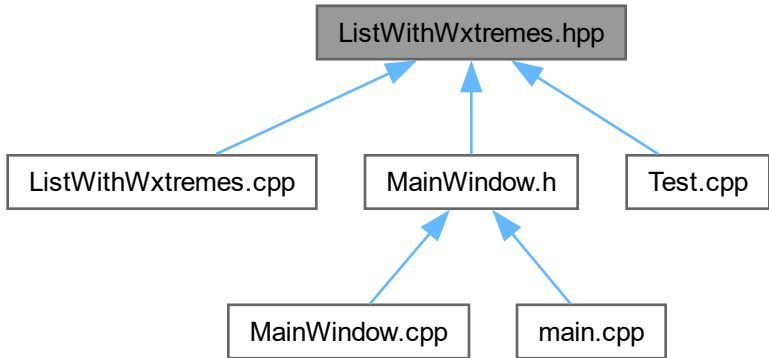 ListWithWxtremes.hpp
ListWithWxtremes.cpp
MainWindow.h
Test.cpp
MainWindow.cpp
main.cpp